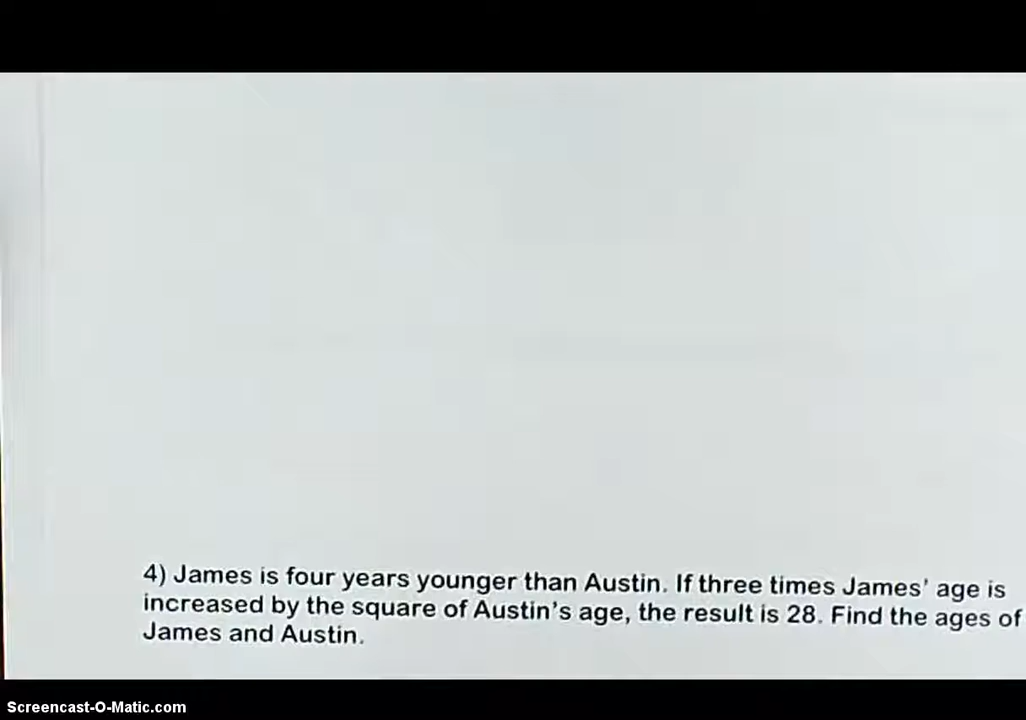 4) James is four years younger than Austin. If three times James' age is
increased by the square of Austin's age, the result is 28. Find the ages of
James and Austin.
Screencast-O-Matic.com